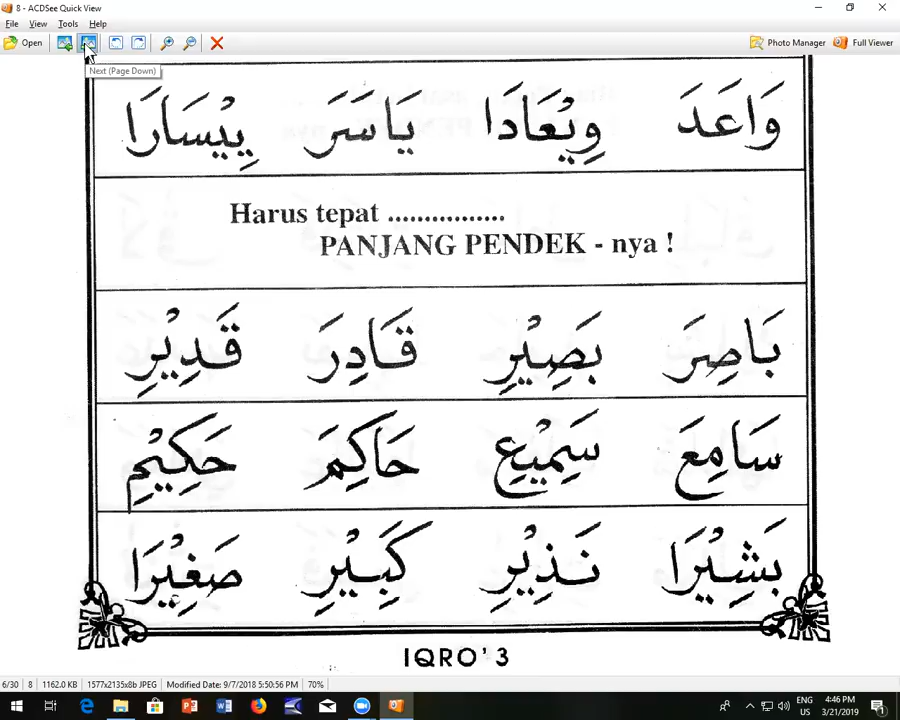 8 - ACDSee Quick View
File View Tools Help
Open
Photo Manager Full Viewer
Next (Page Down)
وَاعَدَ وِيْعَادَا يَاسَرَ يِيْسَارَا
Harus tepat ................
PANJANG PENDEK - nya !
بَاصِرَ بَصِيْرِ قَادِرَ قَدِيْرِ
سَامِعَ سَمِيْعِ حَاكِمَ حَكِيْمِ
بَشِيْرَا نَذِيْرِ كَبِيْرِ صَغِيْرَا
IQRO' 3
6/30 8 1162.0 KB 1577x2135x8b JPEG Modified Date: 9/7/2018 5:50:56 PM 70%
ENG 4:46 PM
US 3/21/2019